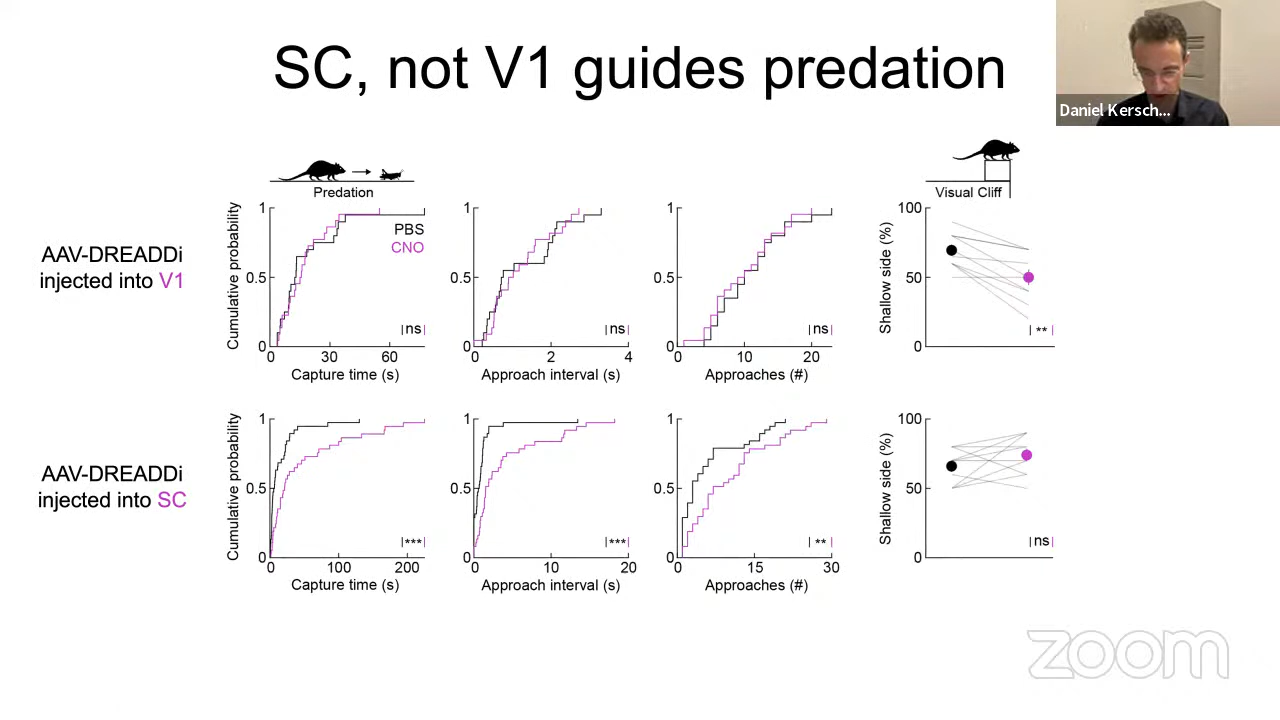 SC, not V1 guides predation
Daniel Kersch...
Predation
Visual Cliff
AAV-DREADDi
injected into V1
Cumulative probability
1
0.5
0
PBS
CNO
ns
0
30
60
Capture time (s)
1
0.5
0
ns
0
2
4
Approach interval (s)
1
0.5
0
ns
0
10
20
Approaches (#)
Shallow side (%)
100
50
0
**
AAV-DREADDi
injected into SC
Cumulative probability
1
0.5
0
***
0
100
200
Capture time (s)
1
0.5
0
***
0
10
20
Approach interval (s)
1
0.5
0
**
0
15
30
Approaches (#)
Shallow side (%)
100
50
0
ns
zoom